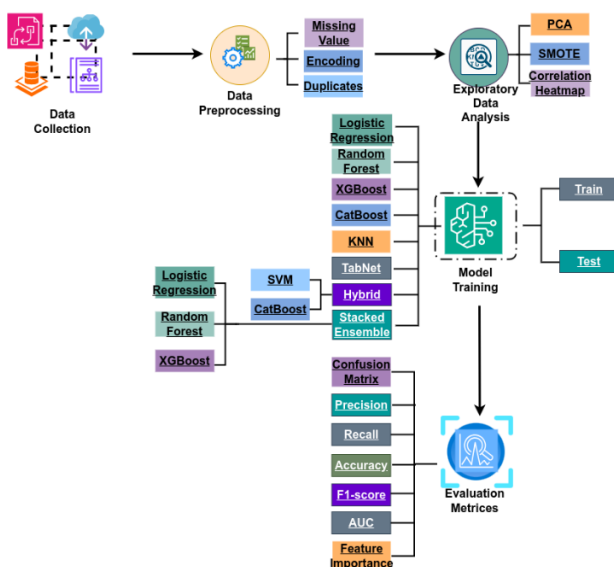 Data
Collection
Data
Preprocessing
Missing
Value
Encoding
Duplicates
Exploratory
Data
Analysis
PCA
SMOTE
Correlation
Heatmap
Logistic
Regression
Random
Forest
XGBoost
CatBoost
KNN
TabNet
Hybrid
Stacked
Ensemble
SVM
CatBoost
Logistic
Regression
Random
Forest
XGBoost
Model
Training
Train
Test
Confusion
Matrix
Precision
Recall
Accuracy
F1-score
AUC
Feature
Importance
Evaluation
Metrices